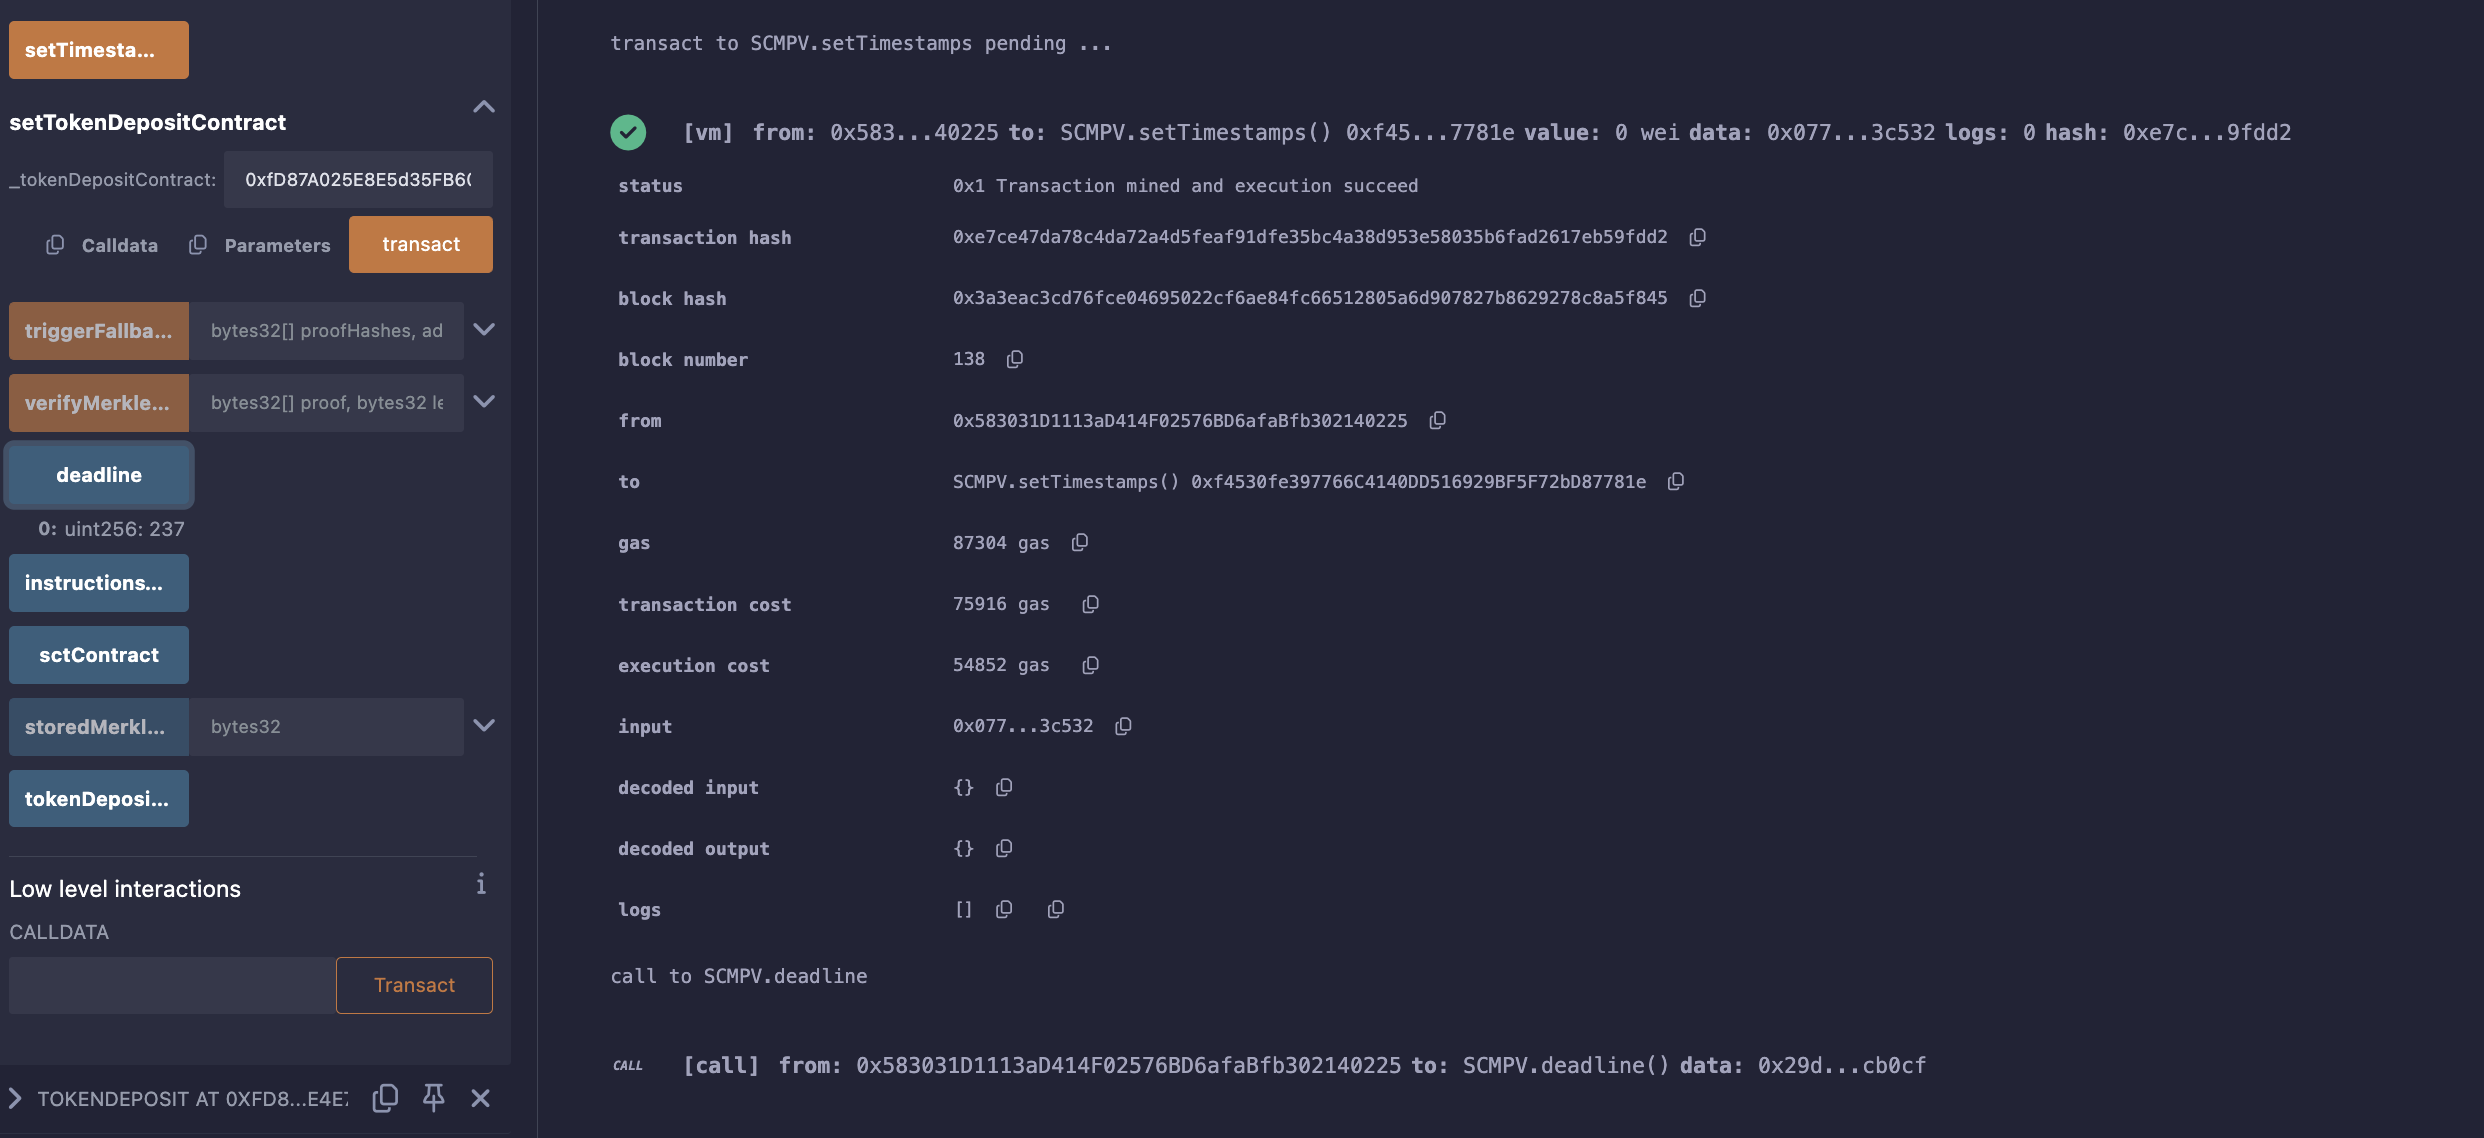 setTimesta...
setTokenDepositContract
_tokenDepositContract: 0xfD87A025E8E5d35FB6(
Calldata Parameters transact
triggerFallba... bytes32[] proofHashes, ad
verifyMerkle... bytes32[] proof, bytes32 le
deadline
0: uint256: 237
instructions...
sctContract
storedMerkl... bytes32
tokenDeposi...
Low level interactions i
CALLDATA
Transact
TOKENDEPOSIT AT 0XFD8...E4E7
transact to SCMPV.setTimestamps pending ...
[vm] from: 0x583...40225 to: SCMPV.setTimestamps() 0xf45...7781e value: 0 wei data: 0x077...3c532 logs: 0 hash: 0xe7c...9fdd2
status 0x1 Transaction mined and execution succeed
transaction hash 0xe7ce47da78c4da72a4d5feaf91dfe35bc4a38d953e58035b6fad2617eb59fdd2
block hash 0x3a3eac3cd76fce04695022cf6ae84fc66512805a6d907827b8629278c8a5f845
block number 138
from 0x583031D1113aD414F02576BD6afaBfb302140225
to SCMPV.setTimestamps() 0xf4530fe397766C4140DD516929BF5F72bD87781e
gas 87304 gas
transaction cost 75916 gas
execution cost 54852 gas
input 0x077...3c532
decoded input {}
decoded output {}
logs []
call to SCMPV.deadline
CALL [call] from: 0x583031D1113aD414F02576BD6afaBfb302140225 to: SCMPV.deadline() data: 0x29d...cb0cf